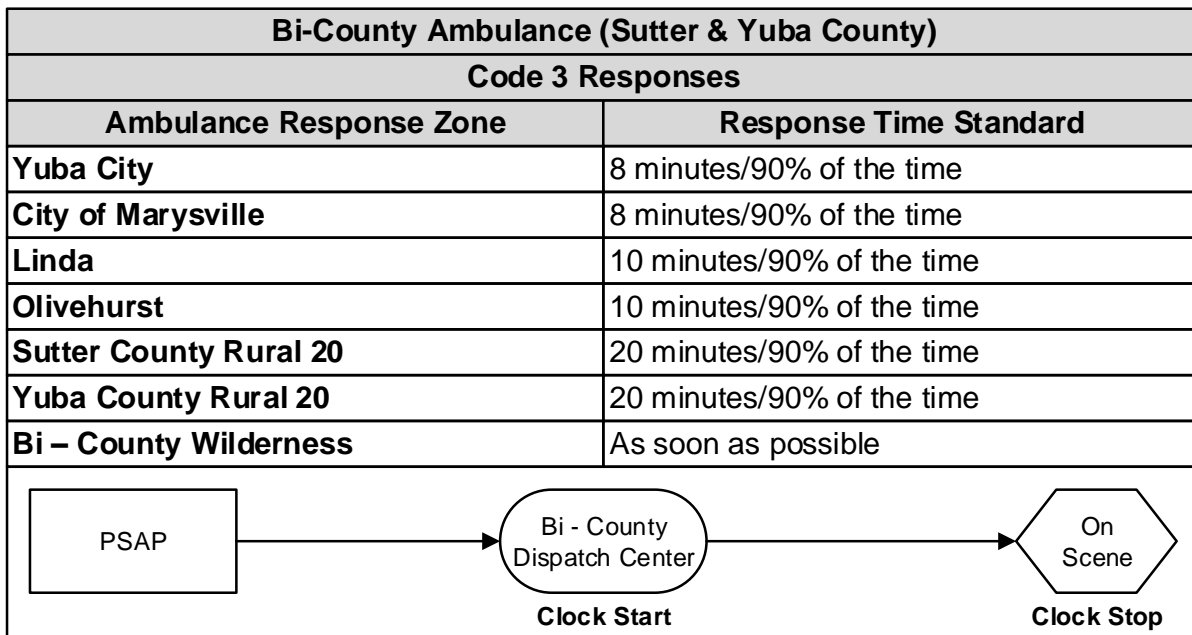 Bi-County Ambulance (Sutter & Yuba County)
Code 3 Responses
Ambulance Response Zone Response Time Standard
Yuba City 8 minutes/90% of the time
City of Marysville 8 minutes/90% of the time
Linda 10 minutes/90% of the time
Olivehurst 10 minutes/90% of the time
Sutter County Rural 20 20 minutes/90% of the time
Yuba County Rural 20 20 minutes/90% of the time
Bi – County Wilderness As soon as possible
PSAP
Bi - County
Dispatch Center
On
Scene
Clock Start
Clock Stop